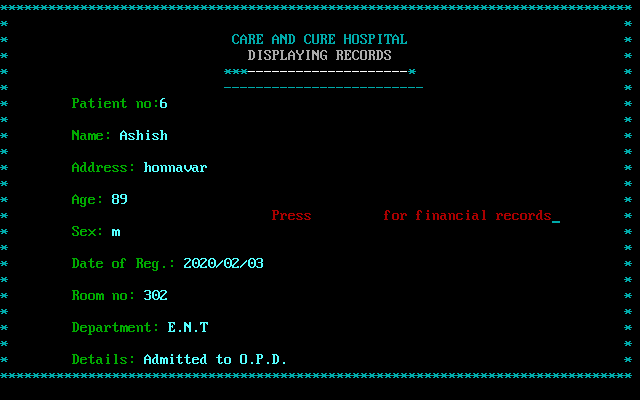 CARE AND CURE HOSPITAL
DISPLAYING RECORDS
***--------------------*
-------------------------
Patient no:6
Name: Ashish
Address: honnavar
Age: 89
Press for financial records_
Sex: m
Date of Reg.: 2020/02/03
Room no: 302
Department: E.N.T
Details: Admitted to O.P.D.